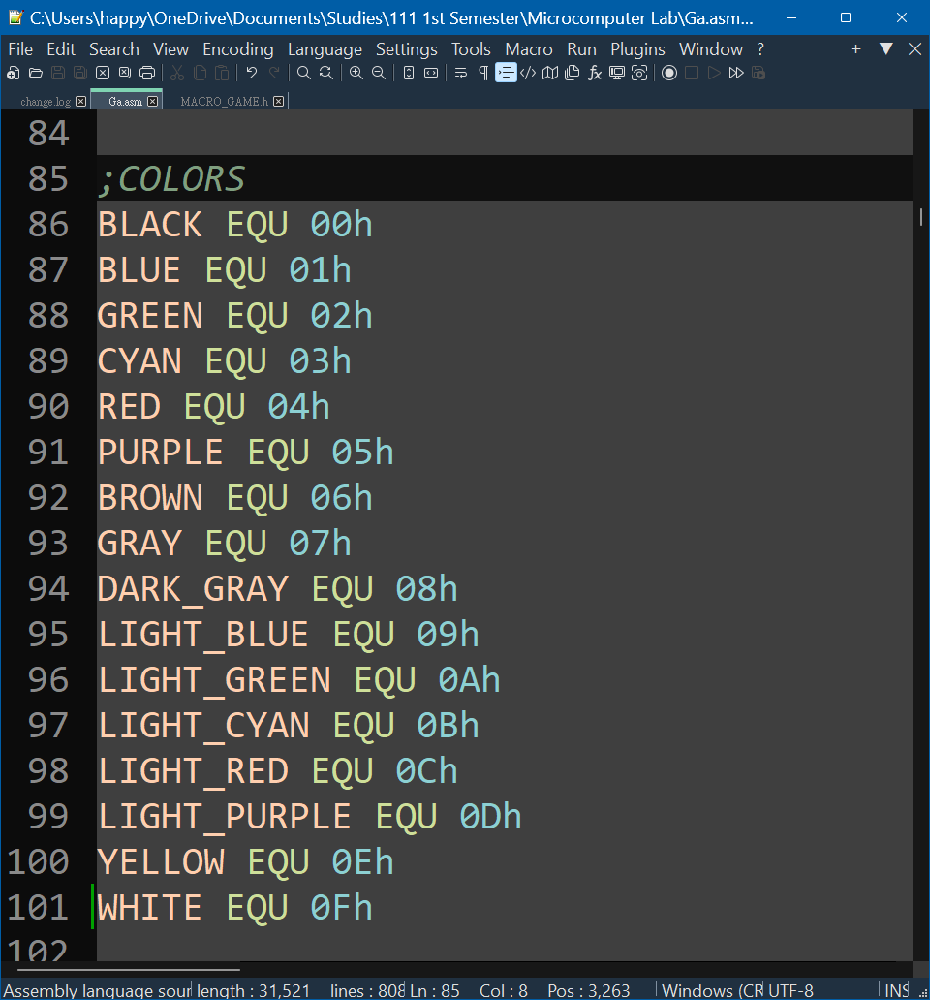 C:\Users\happy\OneDrive\Documents\Studies\111 1st Semester\Microcomputer Lab\Ga.asm...
File Edit Search View Encoding Language Settings Tools Macro Run Plugins Window ?
change.log Ga.asm MACRO_GAME.h
84
85 ;COLORS
86 BLACK EQU 00h
87 BLUE EQU 01h
88 GREEN EQU 02h
89 CYAN EQU 03h
90 RED EQU 04h
91 PURPLE EQU 05h
92 BROWN EQU 06h
93 GRAY EQU 07h
94 DARK_GRAY EQU 08h
95 LIGHT_BLUE EQU 09h
96 LIGHT_GREEN EQU 0Ah
97 LIGHT_CYAN EQU 0Bh
98 LIGHT_RED EQU 0Ch
99 LIGHT_PURPLE EQU 0Dh
100 YELLOW EQU 0Eh
101 WHITE EQU 0Fh
102
Assembly language sour length : 31,521 lines : 808 Ln : 85 Col : 8 Pos : 3,263 Windows (CR UTF-8 INS